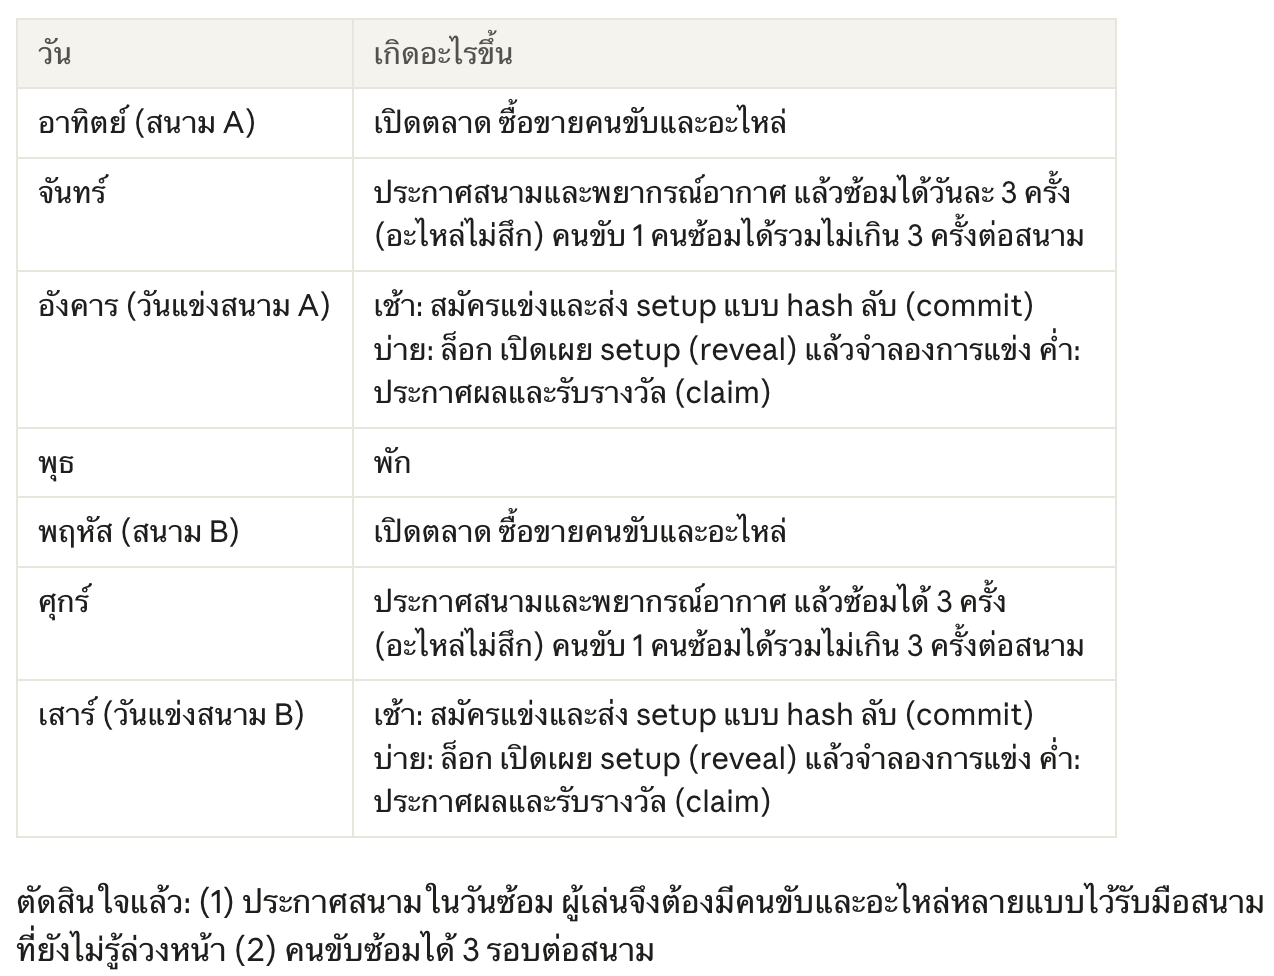 วัน
เกิดอะไรขึ้น
อาทิตย์ (สนาม A)
เปิดตลาด ซื้อขายคนขับและอะไหล่
จันทร์
ประกาศสนามและพยากรณ์อากาศ แล้วซ้อมได้วันละ 3 ครั้ง
(อะไหล่ไม่สึก) คนขับ 1 คนซ้อมได้รวมไม่เกิน 3 ครั้งต่อสนาม
อังคาร (วันแข่งสนาม A)
เช้า: สมัครแข่งและส่ง setup แบบ hash ลับ (commit)
บ่าย: ล็อก เปิดเผย setup (reveal) แล้วจำลองการแข่ง ค่ำ:
ประกาศผลและรับรางวัล (claim)
พุธ
พัก
พฤหัส (สนาม B)
เปิดตลาด ซื้อขายคนขับและอะไหล่
ศุกร์
ประกาศสนามและพยากรณ์อากาศ แล้วซ้อมได้ 3 ครั้ง
(อะไหล่ไม่สึก) คนขับ 1 คนซ้อมได้รวมไม่เกิน 3 ครั้งต่อสนาม
เสาร์ (วันแข่งสนาม B)
เช้า: สมัครแข่งและส่ง setup แบบ hash ลับ (commit)
บ่าย: ล็อก เปิดเผย setup (reveal) แล้วจำลองการแข่ง ค่ำ:
ประกาศผลและรับรางวัล (claim)
ตัดสินใจแล้ว: (1) ประกาศสนามในวันซ้อม ผู้เล่นจึงต้องมีคนขับและอะไหล่หลายแบบไว้รับมือสนาม
ที่ยังไม่รู้ล่วงหน้า (2) คนขับซ้อมได้ 3 รอบต่อสนาม